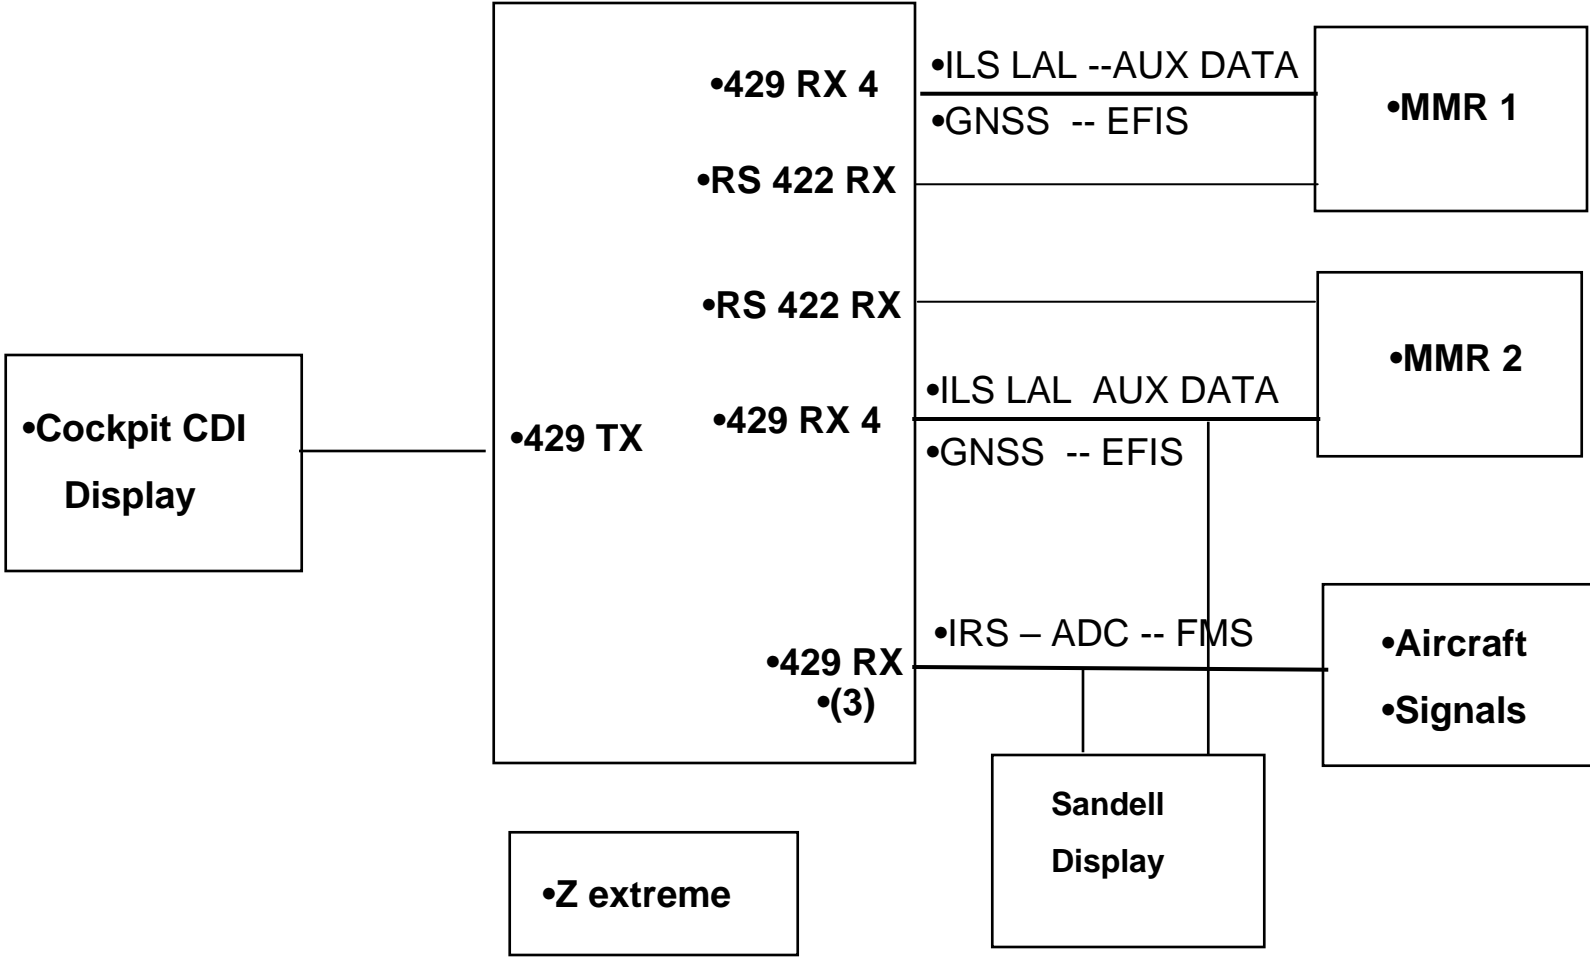 •429 RX 4
•ILS LAL --AUX DATA
•GNSS -- EFIS
•MMR 1
•RS 422 RX
•RS 422 RX
•MMR 2
•ILS LAL AUX DATA
•429 RX 4
•GNSS -- EFIS
•Cockpit CDI
Display
•429 TX
•IRS – ADC -- FMS
•429 RX
•(3)
•Aircraft
•Signals
Sandell
Display
•Z extreme